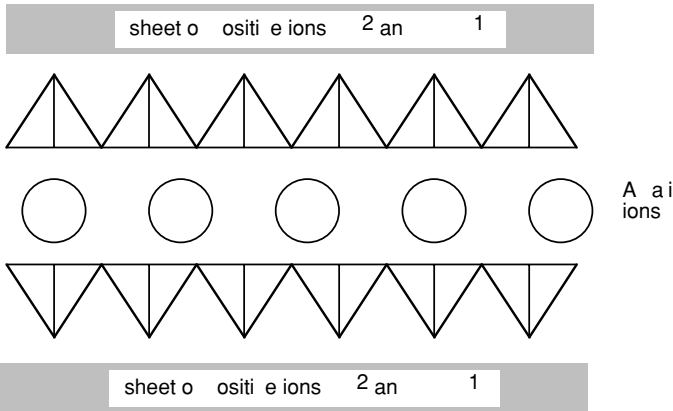 sheet o ositi e ions 2 an 1
A a i
ions
sheet o ositi e ions 2 an 1